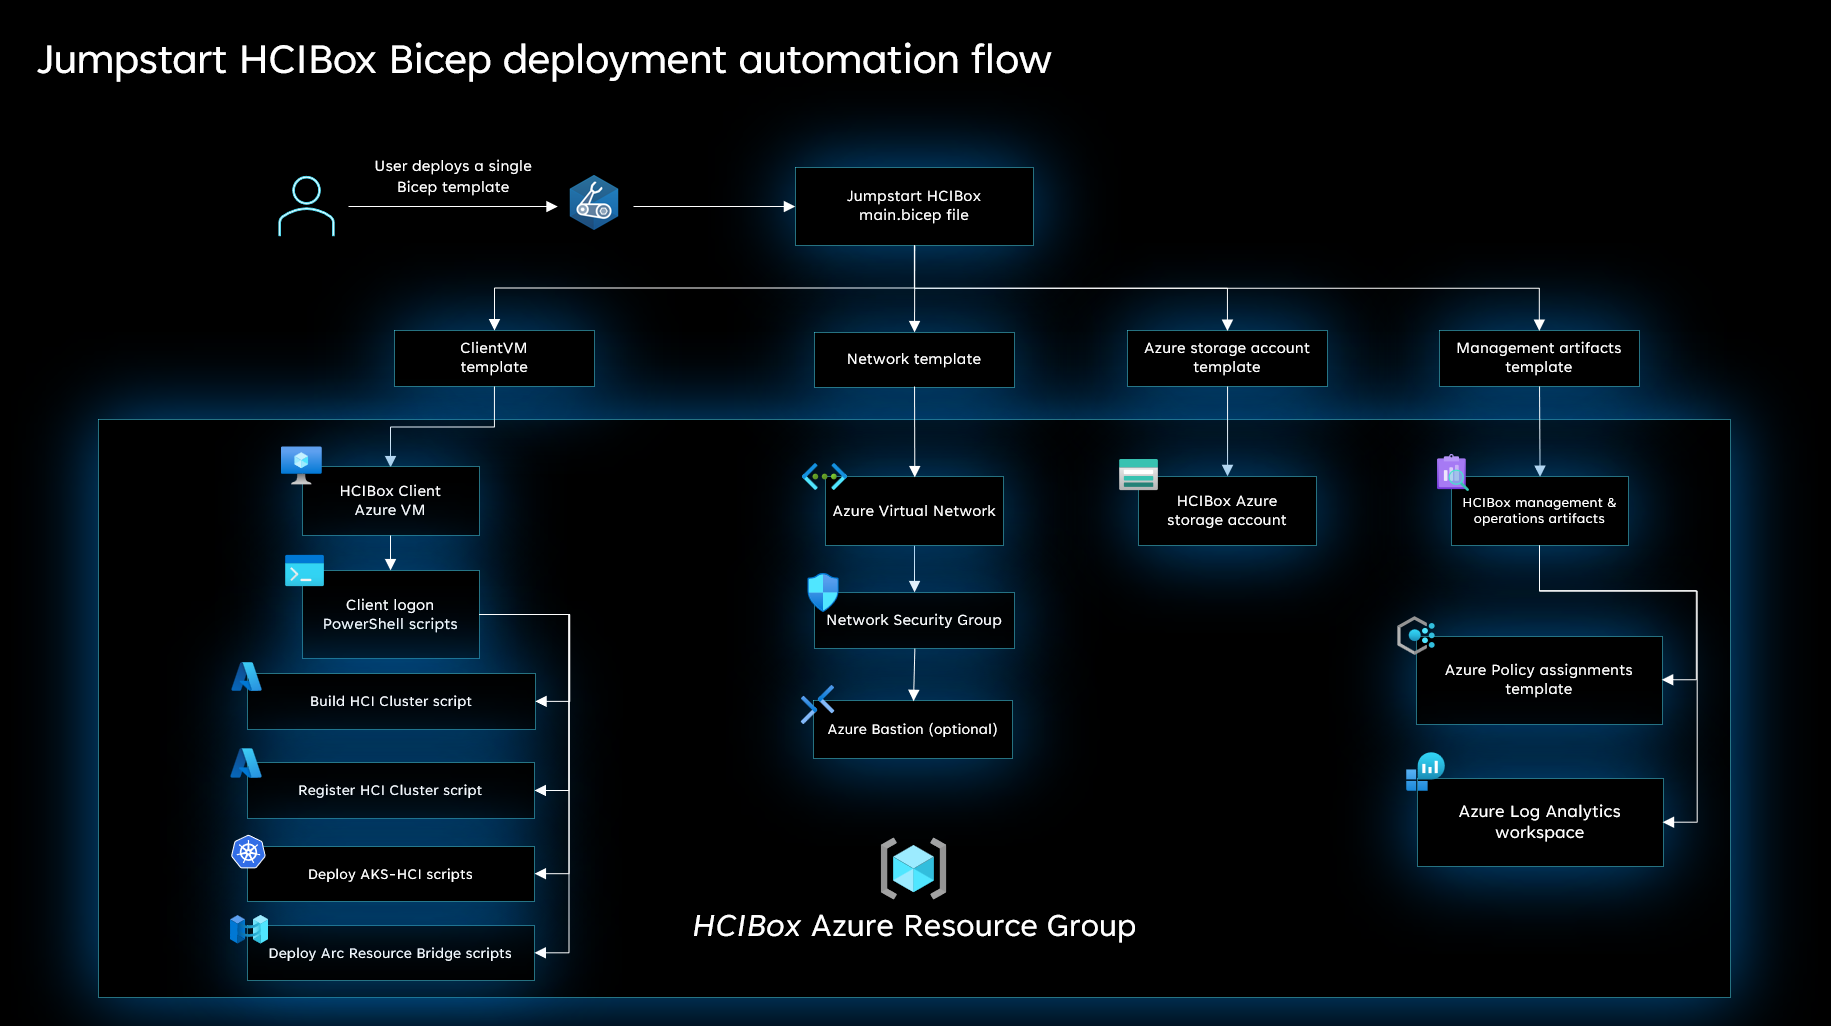 Jumpstart HCIBox Bicep deployment automation flow
User deploys a single
Bicep template
Jumpstart HCIBox
main.bicep file
ClientVM
template
Network template
Azure storage account
template
Management artifacts
template
HCIBox Client
Azure VM
Client logon
PowerShell scripts
Build HCI Cluster script
Register HCI Cluster script
Deploy AKS-HCI scripts
Deploy Arc Resource Bridge scripts
Azure Virtual Network
Network Security Group
Azure Bastion (optional)
HCIBox Azure
storage account
HCIBox management &
operations artifacts
Azure Policy assignments
template
Azure Log Analytics
workspace
HCIBox Azure Resource Group